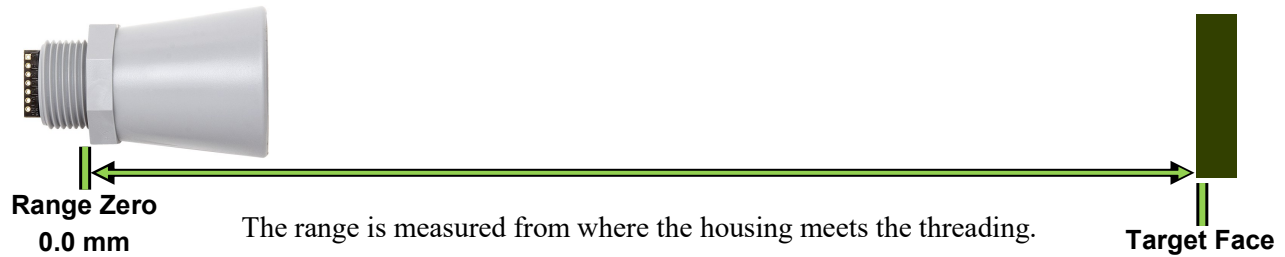 Range Zero
0.0 mm
The range is measured from where the housing meets the threading.
Target Face